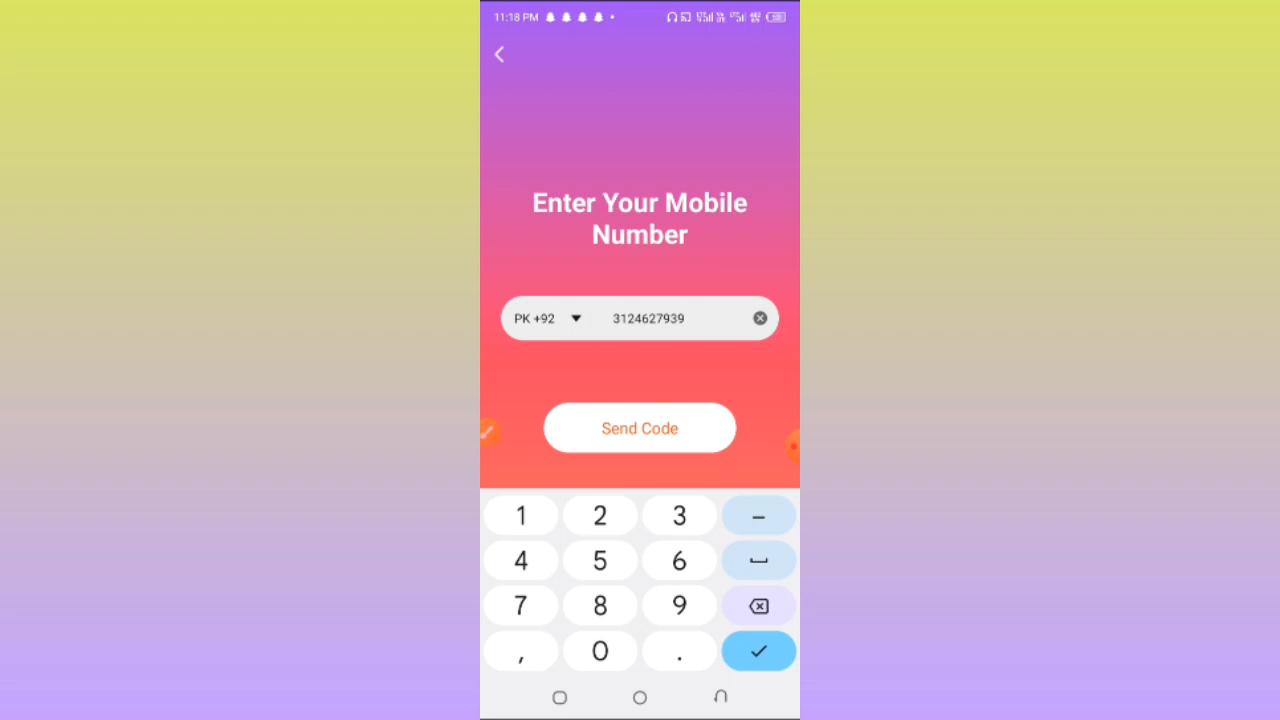 11:18 PM
Enter Your Mobile
Number
PK +92 3124627939
Send Code
1 2 3 –
4 5 6
7 8 9
, 0 .